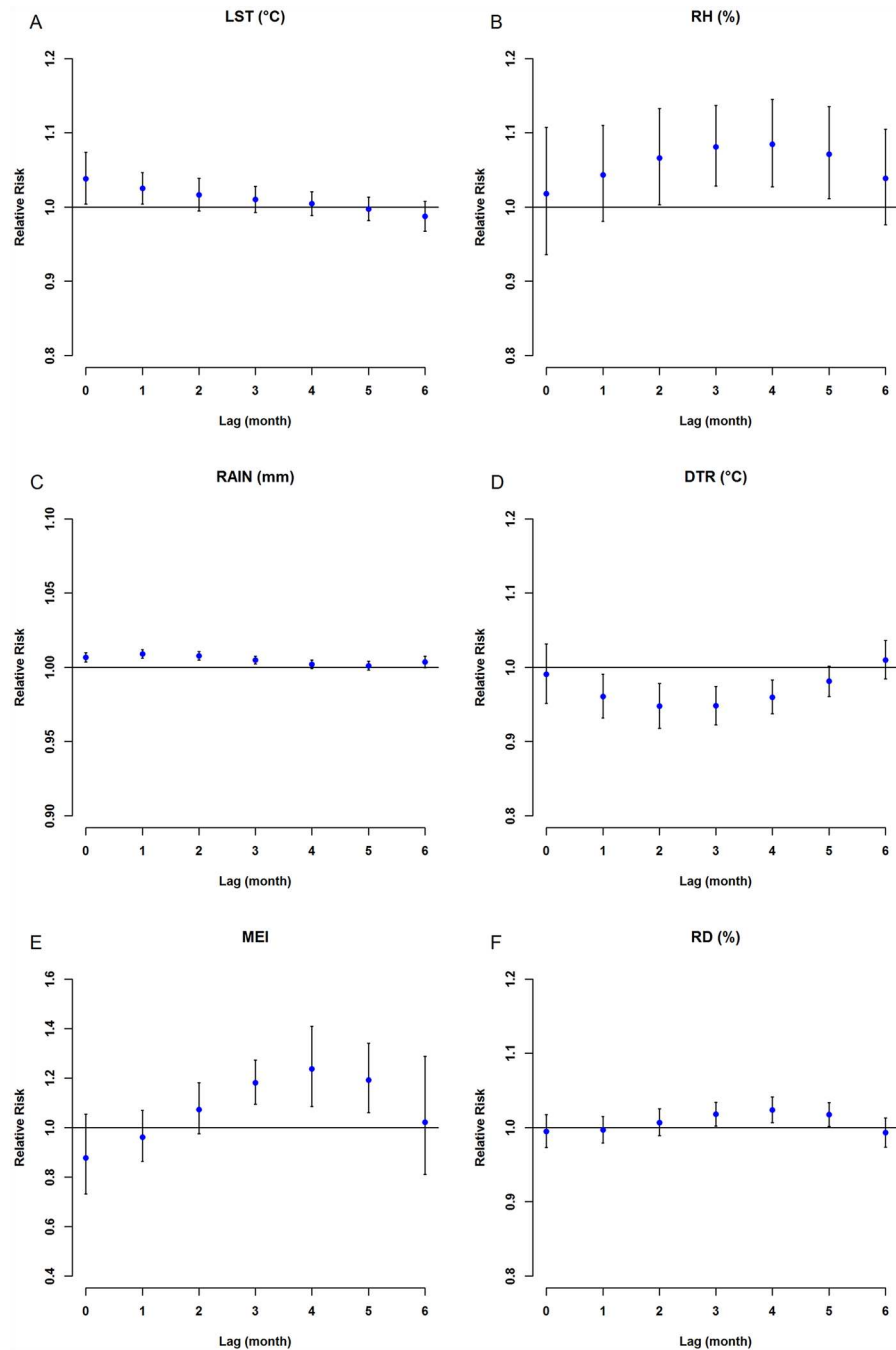 A
LST (°C)
Relative Risk
1.2
1.1
1.0
0.9
0.8
0 1 2 3 4 5 6
Lag (month)
B
RH (%)
Relative Risk
1.2
1.1
1.0
0.9
0.8
0 1 2 3 4 5 6
Lag (month)
C
RAIN (mm)
Relative Risk
1.10
1.05
1.00
0.95
0.90
0 1 2 3 4 5 6
Lag (month)
D
DTR (°C)
Relative Risk
1.2
1.1
1.0
0.9
0.8
0 1 2 3 4 5 6
Lag (month)
E
MEI
Relative Risk
1.6
1.4
1.2
1.0
0.8
0.6
0.4
0 1 2 3 4 5 6
Lag (month)
F
RD (%)
Relative Risk
1.2
1.1
1.0
0.9
0.8
0 1 2 3 4 5 6
Lag (month)